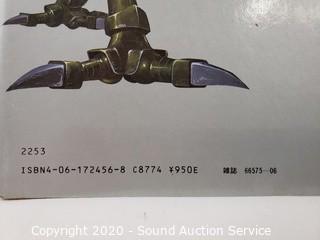 2253
ISBN4-06-172456-8 C8774 ¥950E 雑誌 66575-06
Copyright 2020 - Sound Auction Service